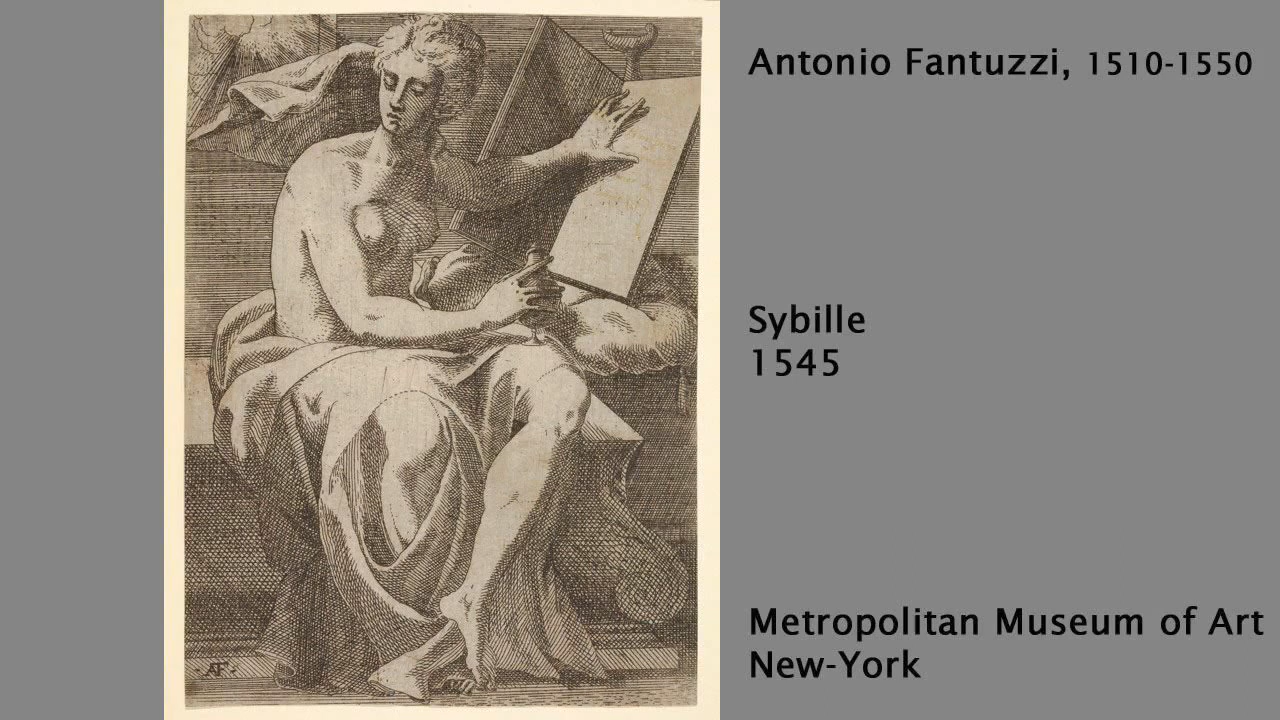 Antonio Fantuzzi, 1510-1550
Sybille
1545
Metropolitan Museum of Art
New-York
·AF·